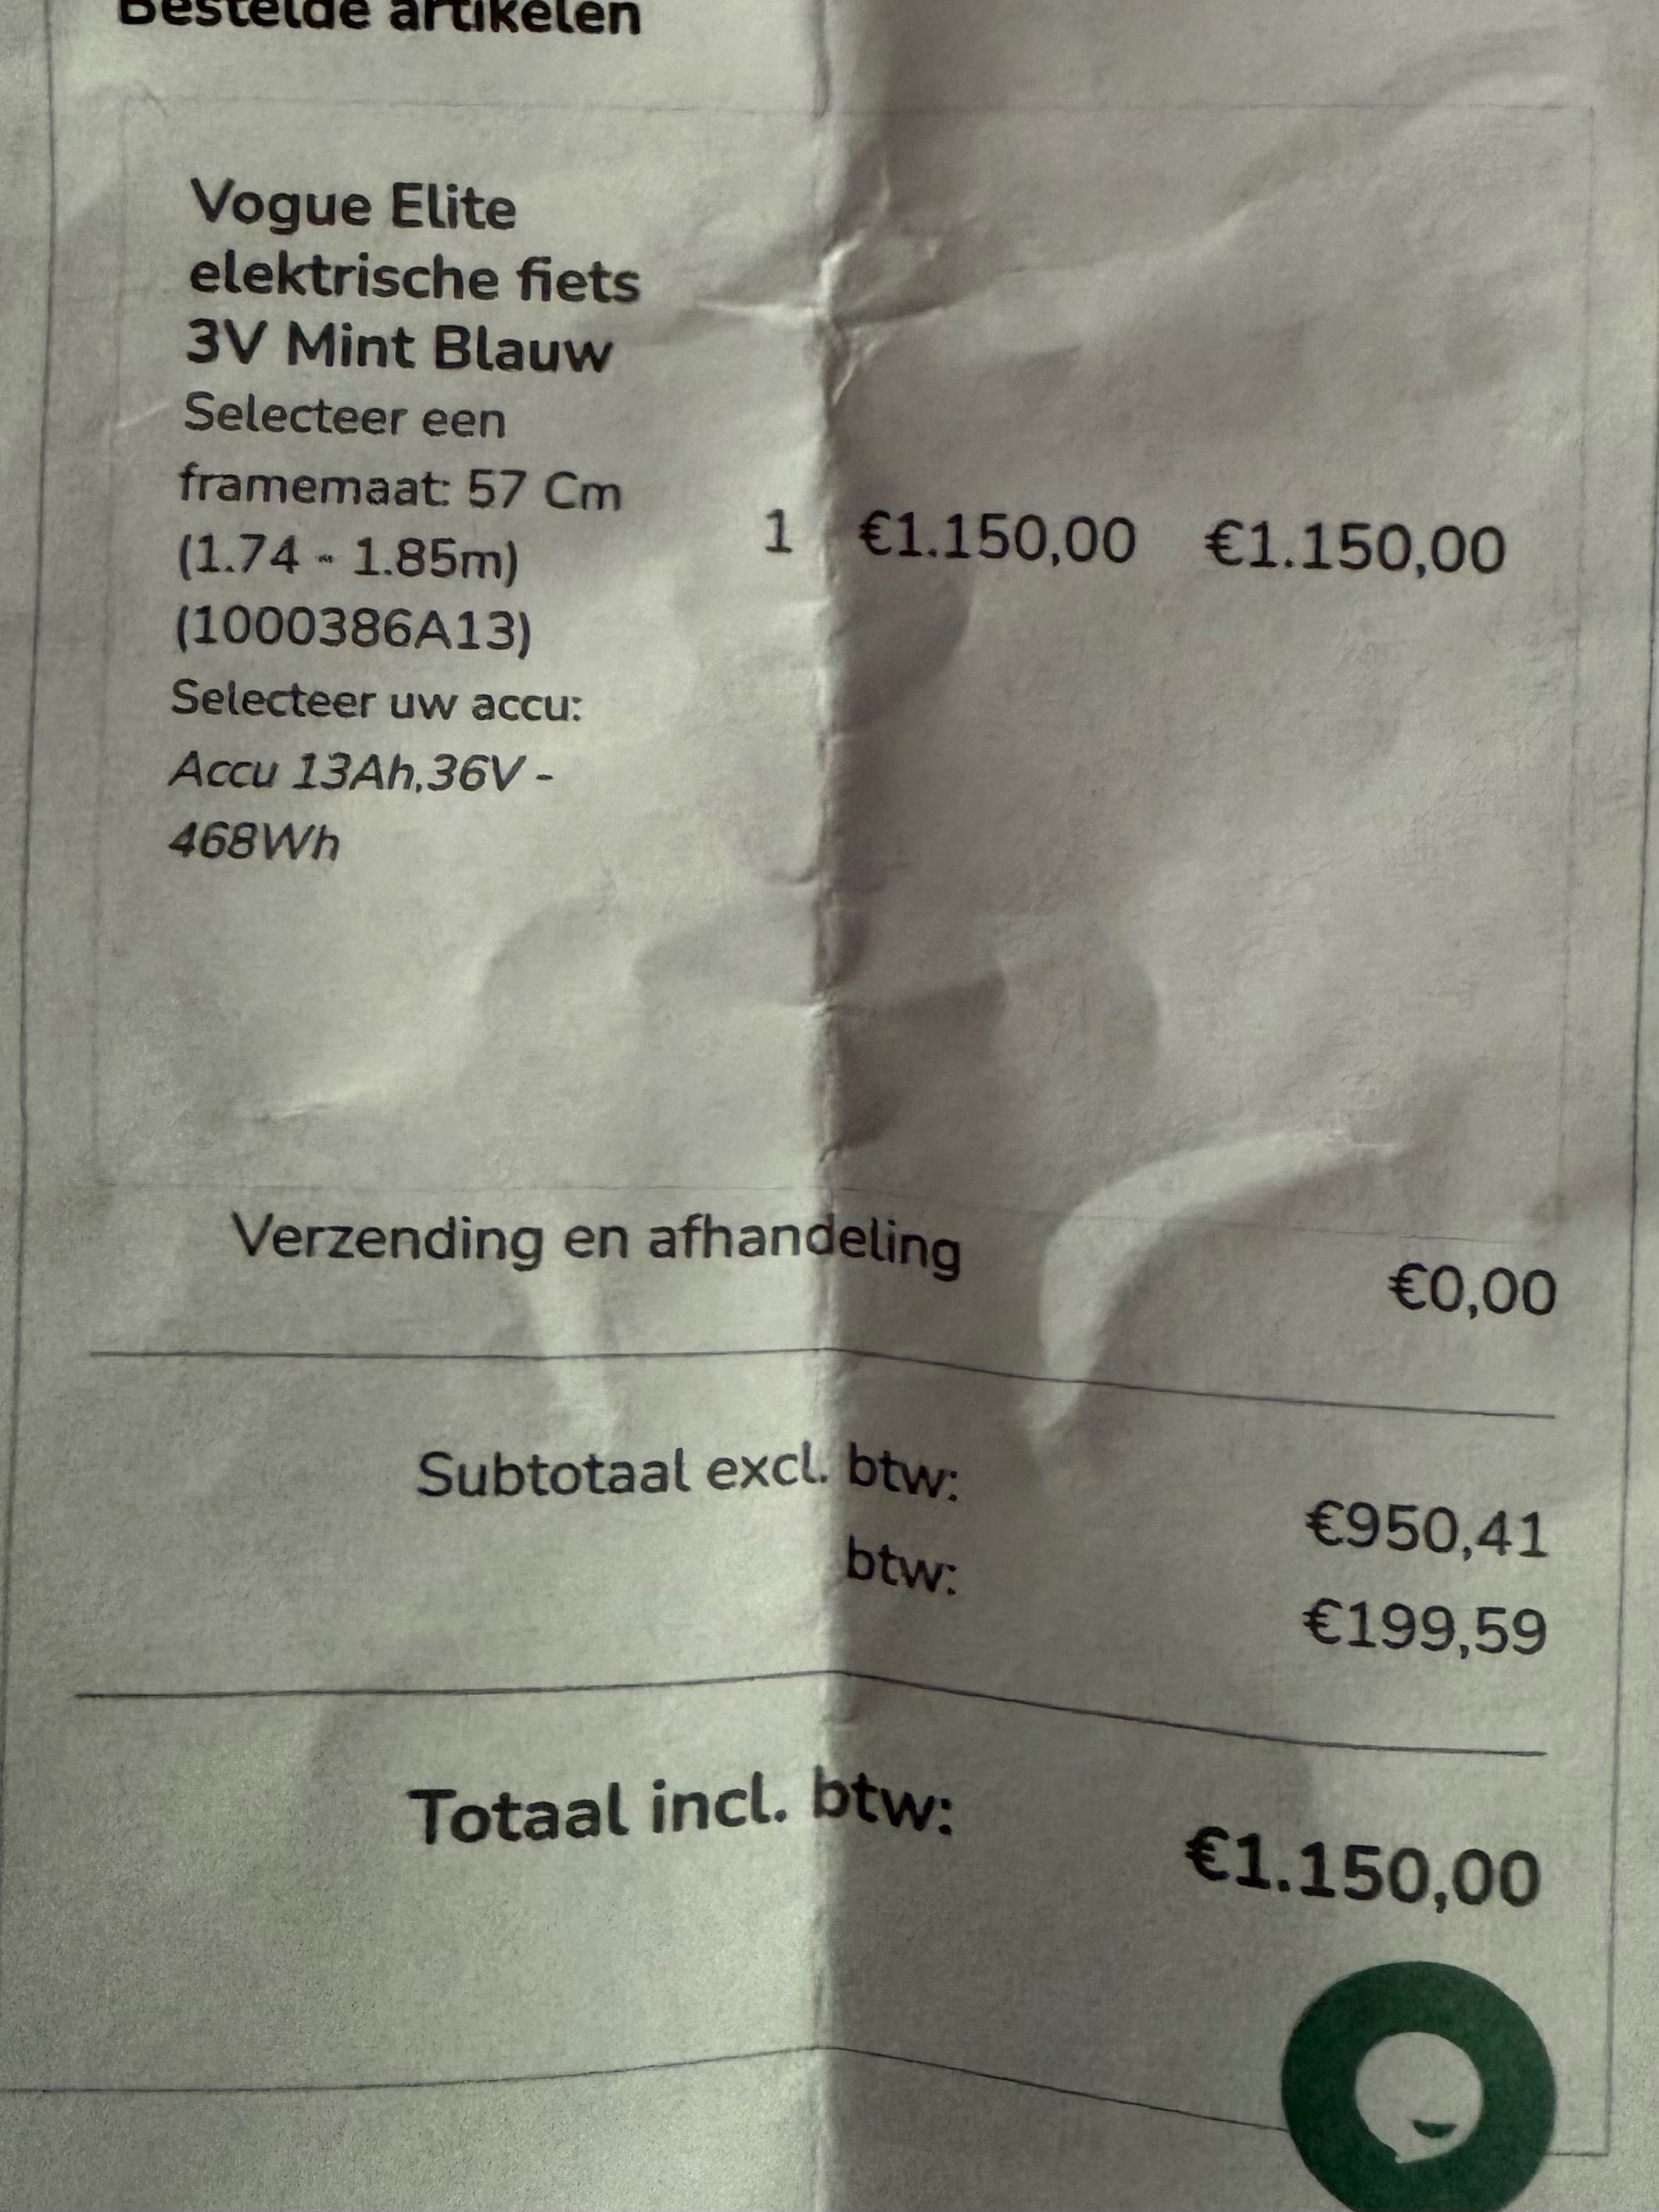 Bestelde artikelen
Vogue Elite
elektrische fiets
3V Mint Blauw
Selecteer een
framemaat: 57 Cm
(1.74 - 1.85m)
1 €1.150,00 €1.150,00
(1000386A13)
Selecteer uw accu:
Accu 13Ah,36V -
468Wh
Verzending en afhandeling €0,00
Subtotaal excl. btw: €950,41
btw: €199,59
Totaal incl. btw: €1.150,00